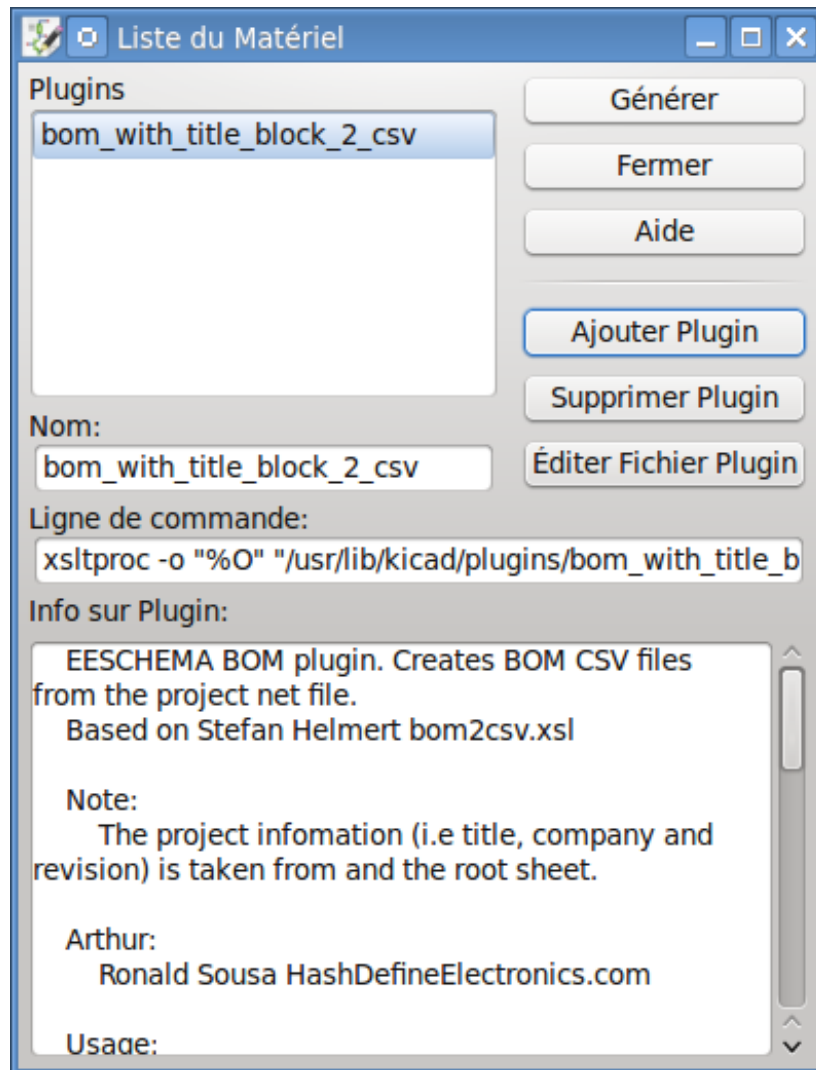 Liste du Matériel
Plugins
bom_with_title_block_2_csv
Générer
Fermer
Aide
Ajouter Plugin
Supprimer Plugin
Éditer Fichier Plugin
Nom:
bom_with_title_block_2_csv
Ligne de commande:
xsltproc -o "%O" "/usr/lib/kicad/plugins/bom_with_title_b
Info sur Plugin:
EESCHEMA BOM plugin. Creates BOM CSV files
from the project net file.
Based on Stefan Helmert bom2csv.xsl
Note:
The project infomation (i.e title, company and
revision) is taken from and the root sheet.
Arthur:
Ronald Sousa HashDefineElectronics.com
Usage: